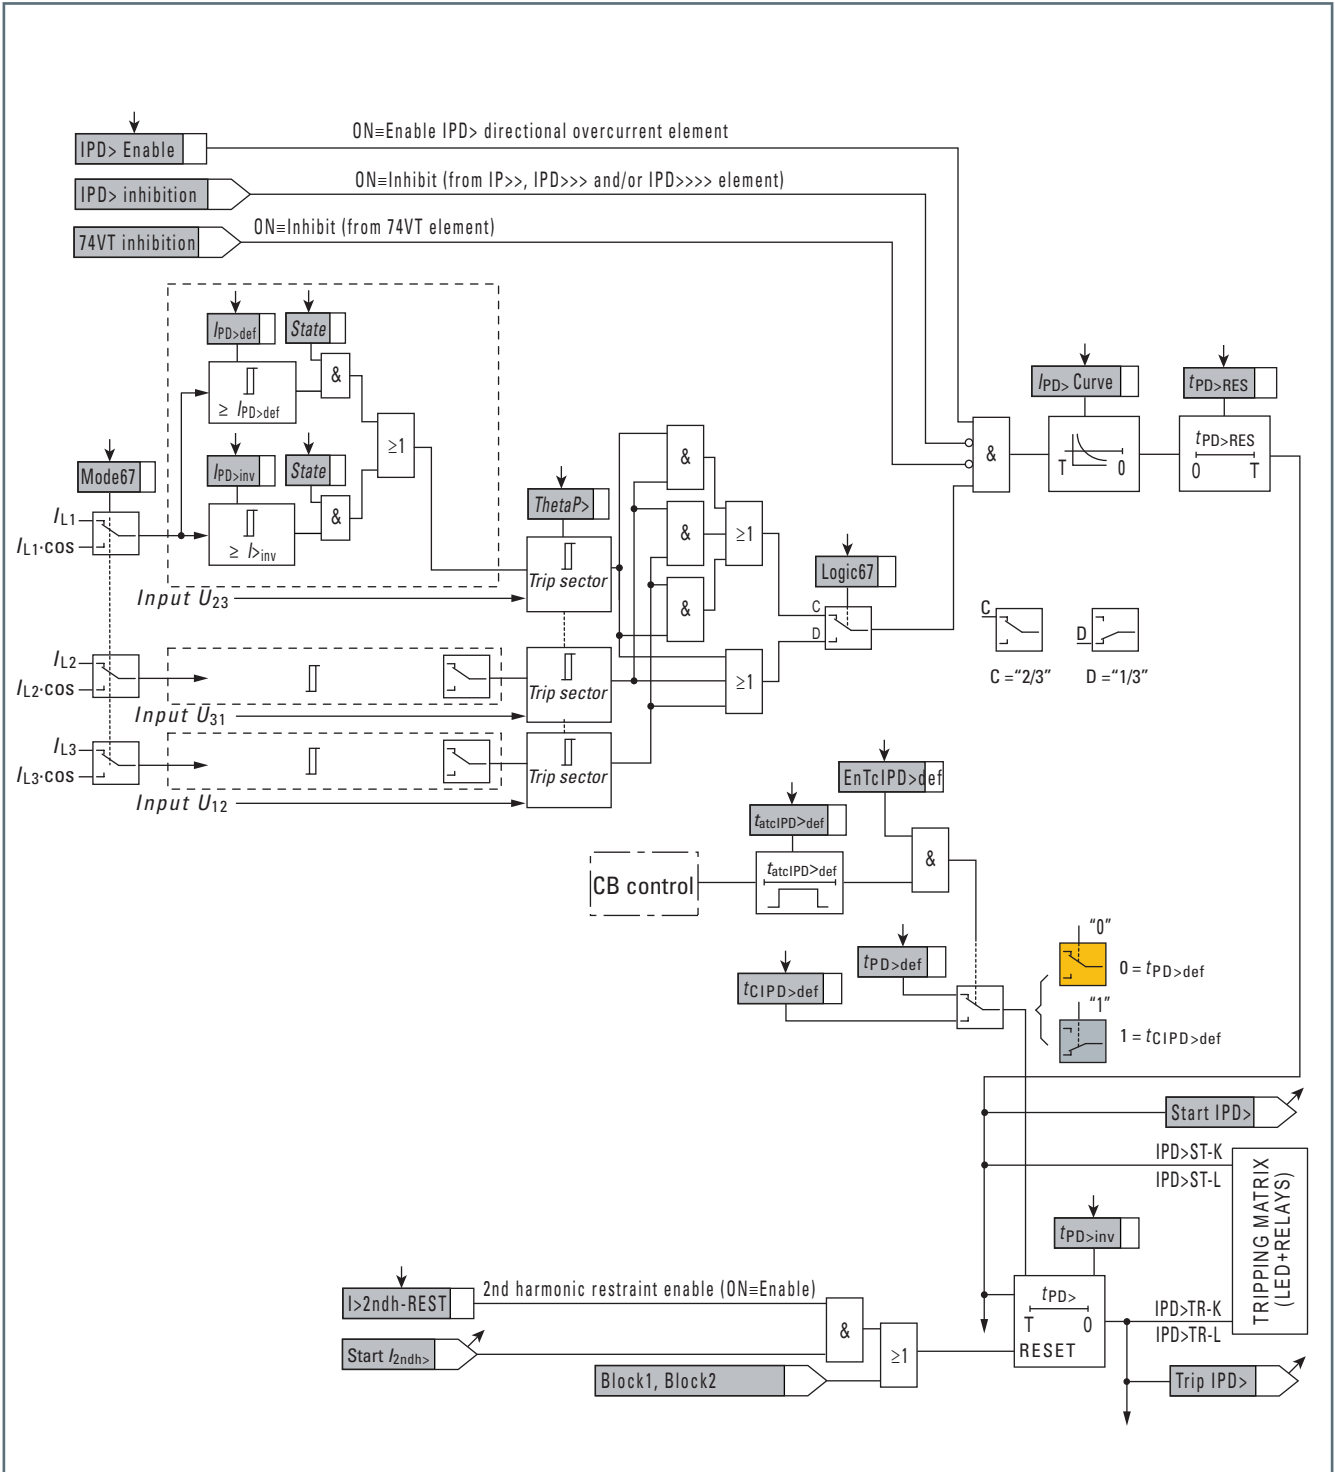 ON≡Enable IPD> directional overcurrent element
IPD> Enable
ON≡Inhibit (from IP>>, IPD>>> and/or IPD>>>> element)
IPD> inhibition
ON≡Inhibit (from 74VT element)
74VT inhibition
IPD>def
State
&
≥ IPD>def
≥1
IPD>inv
State
&
≥ I>inv
Mode67
IL1
IL1·cos
Input U23
IL2
IL2·cos
Input U31
IL3
IL3·cos
Input U12
ThetaP>
Trip sector
Trip sector
Trip sector
&
&
&
≥1
≥1
Logic67
C
D
&
IPD> Curve
T 0
tPD>RES
tPD>RES
0 T
C
D
C =“2/3”
D =“1/3”
EnTcIPD>def
tatcIPD>def
tatcIPD>def
&
CB control
tPD>def
tCIPD>def
“0”
0 = tPD>def
“1”
1 = tCIPD>def
Start IPD>
IPD>ST-K
IPD>ST-L
TRIPPING MATRIX
(LED+RELAYS)
tPD>inv
tPD>
T 0
RESET
IPD>TR-K
IPD>TR-L
Trip IPD>
2nd harmonic restraint enable (ON≡Enable)
I>2ndh-REST
Start I2ndh>
&
≥1
Block1, Block2